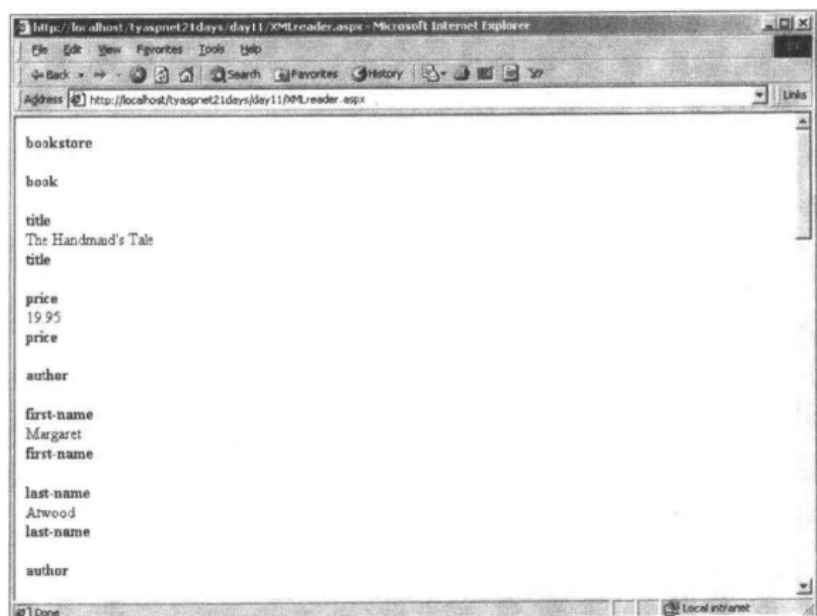 http://localhost/tyaspnet21days/day11/XMLreader.aspx - Microsoft Internet Explorer
File Edit View Favorites Tools Help
Back Search Favorites History
Address http://localhost/tyaspnet21days/day11/XMLreader.aspx Links
bookstore
book
title
The Handmaid's Tale
title
price
19.95
price
author
first-name
Margaret
first-name
last-name
Atwood
last-name
author
Done Local intranet